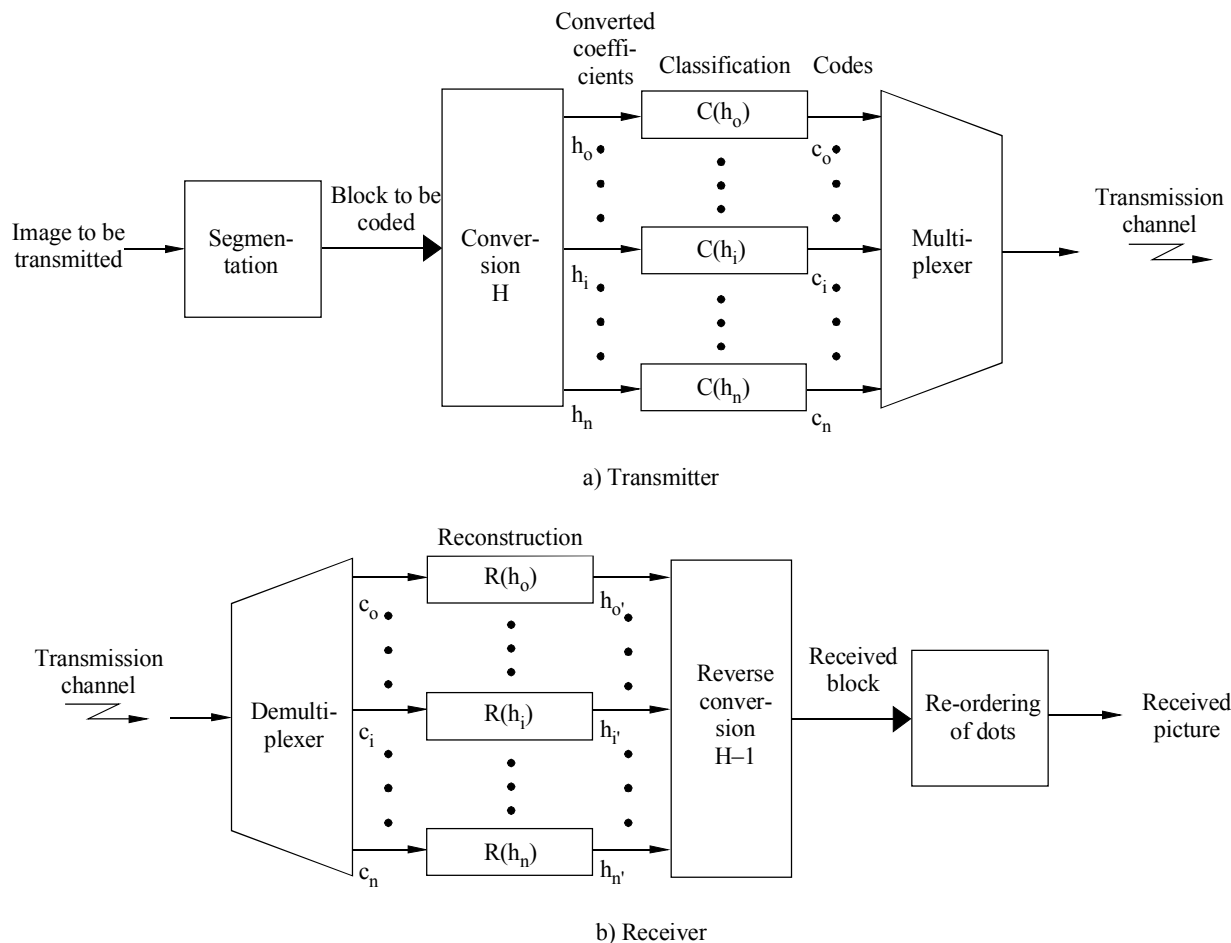 Converted
coeffi-
cients
Classification
Codes
C(h_o)
h_o
c_o
Image to be
transmitted
Segmen-
tation
Block to be
coded
Conver-
sion
H
C(h_i)
h_i
c_i
Multi-
plexer
Transmission
channel
C(h_n)
h_n
c_n
a) Transmitter
Reconstruction
R(h_o)
c_o
h_o'
Transmission
channel
Demulti-
plexer
R(h_i)
c_i
h_i'
Reverse
conver-
sion
H–1
Received
block
Re-ordering
of dots
Received
picture
R(h_n)
c_n
h_n'
b) Receiver